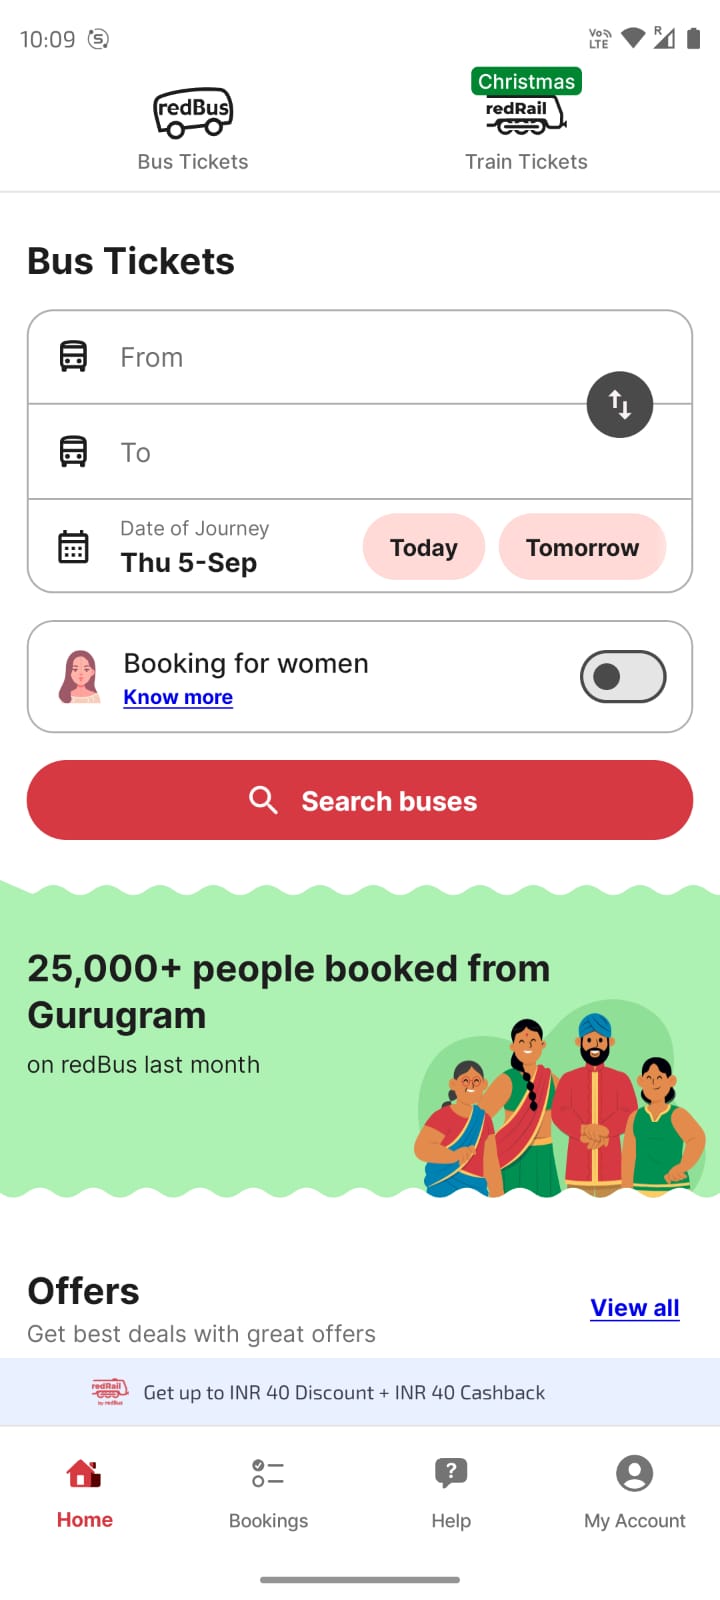 10:09
Vo))
LTE
R
Christmas
redBus
redRail
Bus Tickets
Train Tickets
Bus Tickets
From
To
Date of Journey
Thu 5-Sep
Today
Tomorrow
Booking for women
Know more
Search buses
25,000+ people booked from
Gurugram
on redBus last month
Offers
View all
Get best deals with great offers
redRail
by redBus
Get up to INR 40 Discount + INR 40 Cashback
Home
Bookings
Help
My Account